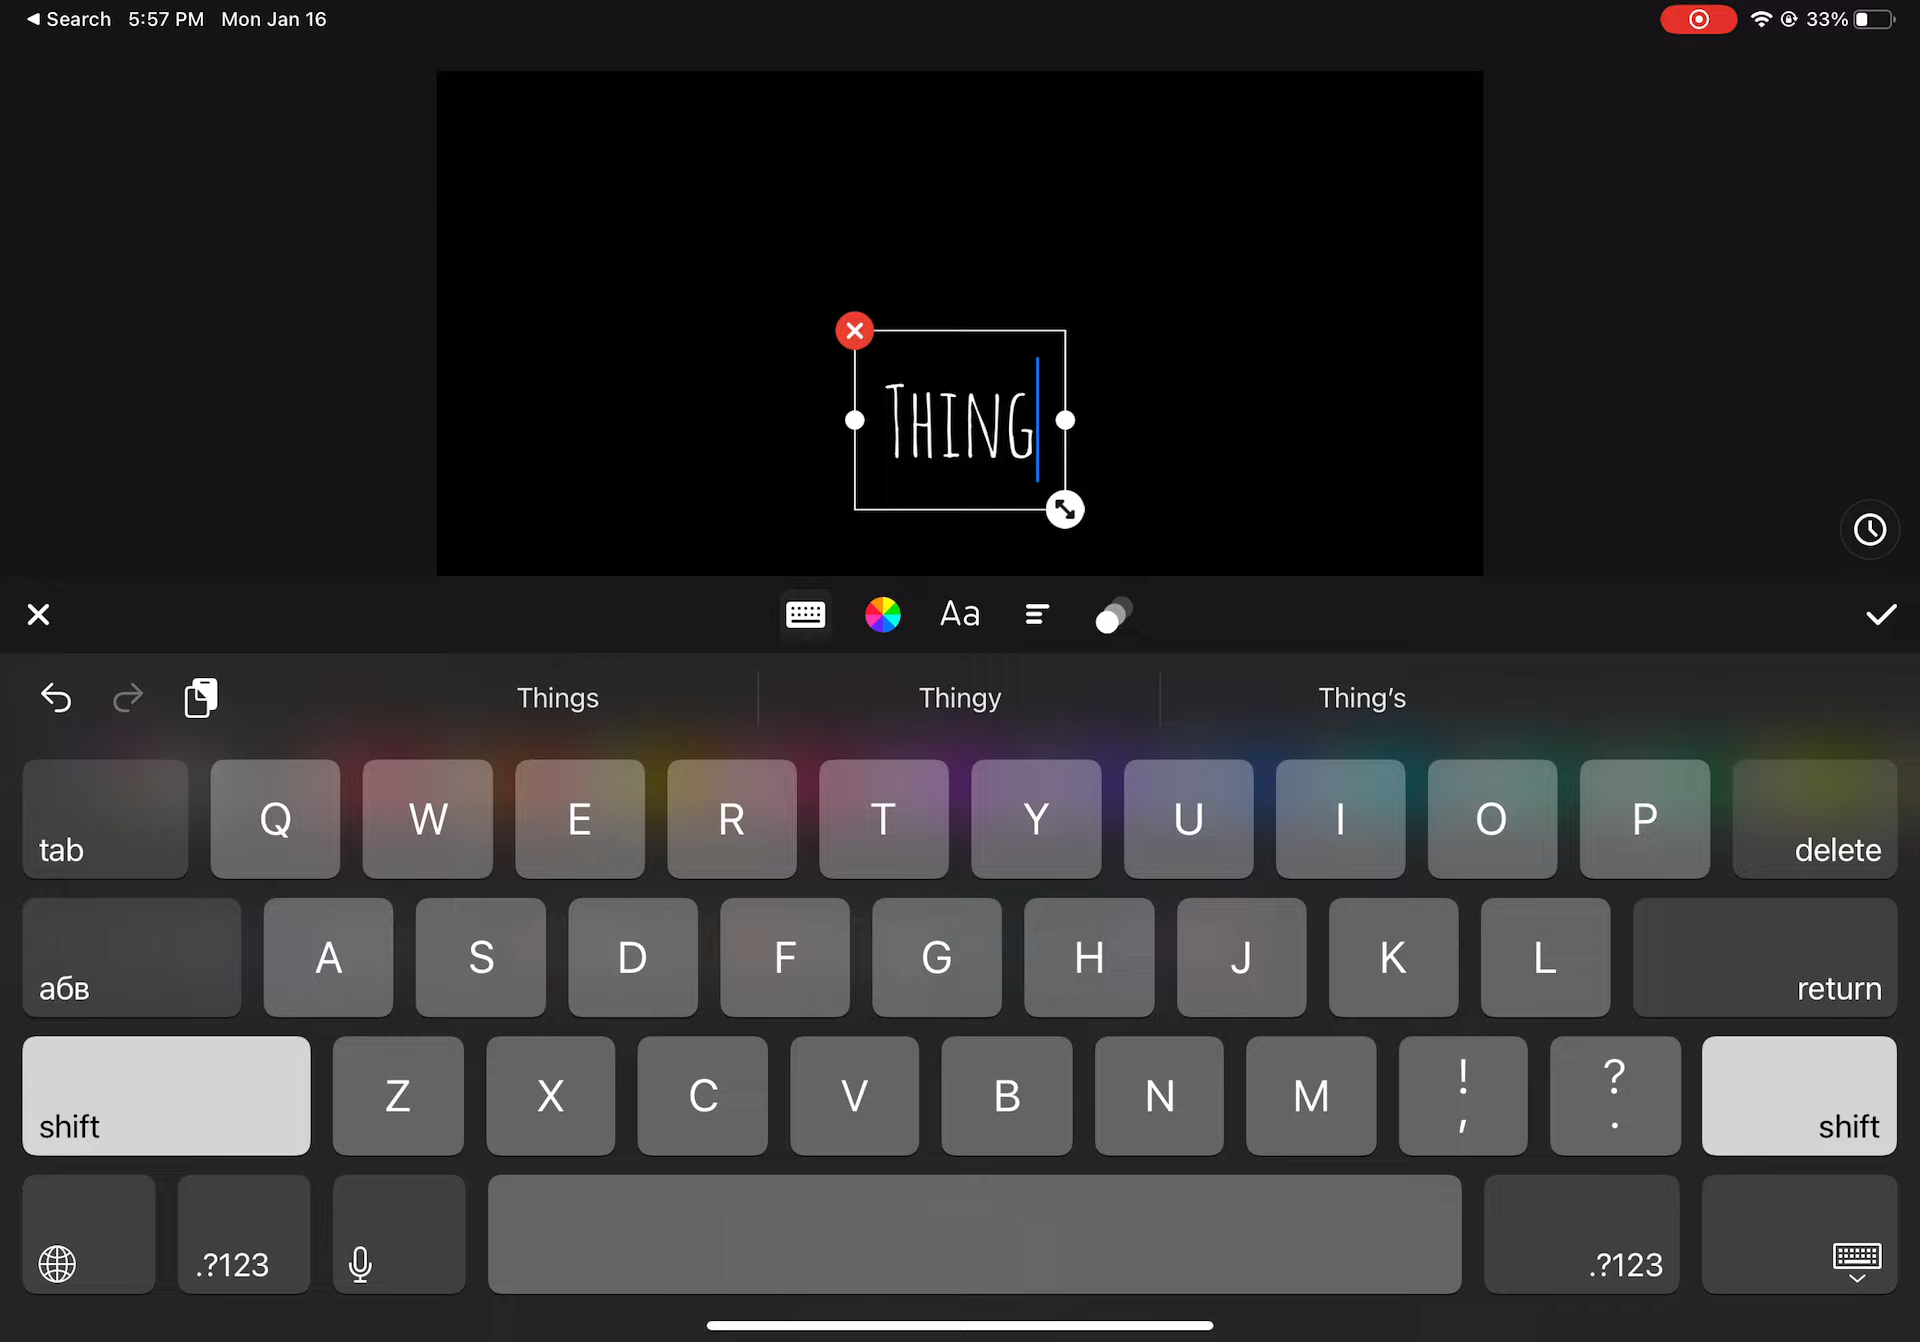 Search 5:57 PM Mon Jan 16 33%
THING
Aa
Things Thingy Thing's
tab Q W E R T Y U I O P delete
абв A S D F G H J K L return
shift Z X C V B N M ! , ? . shift
.?123 .?123